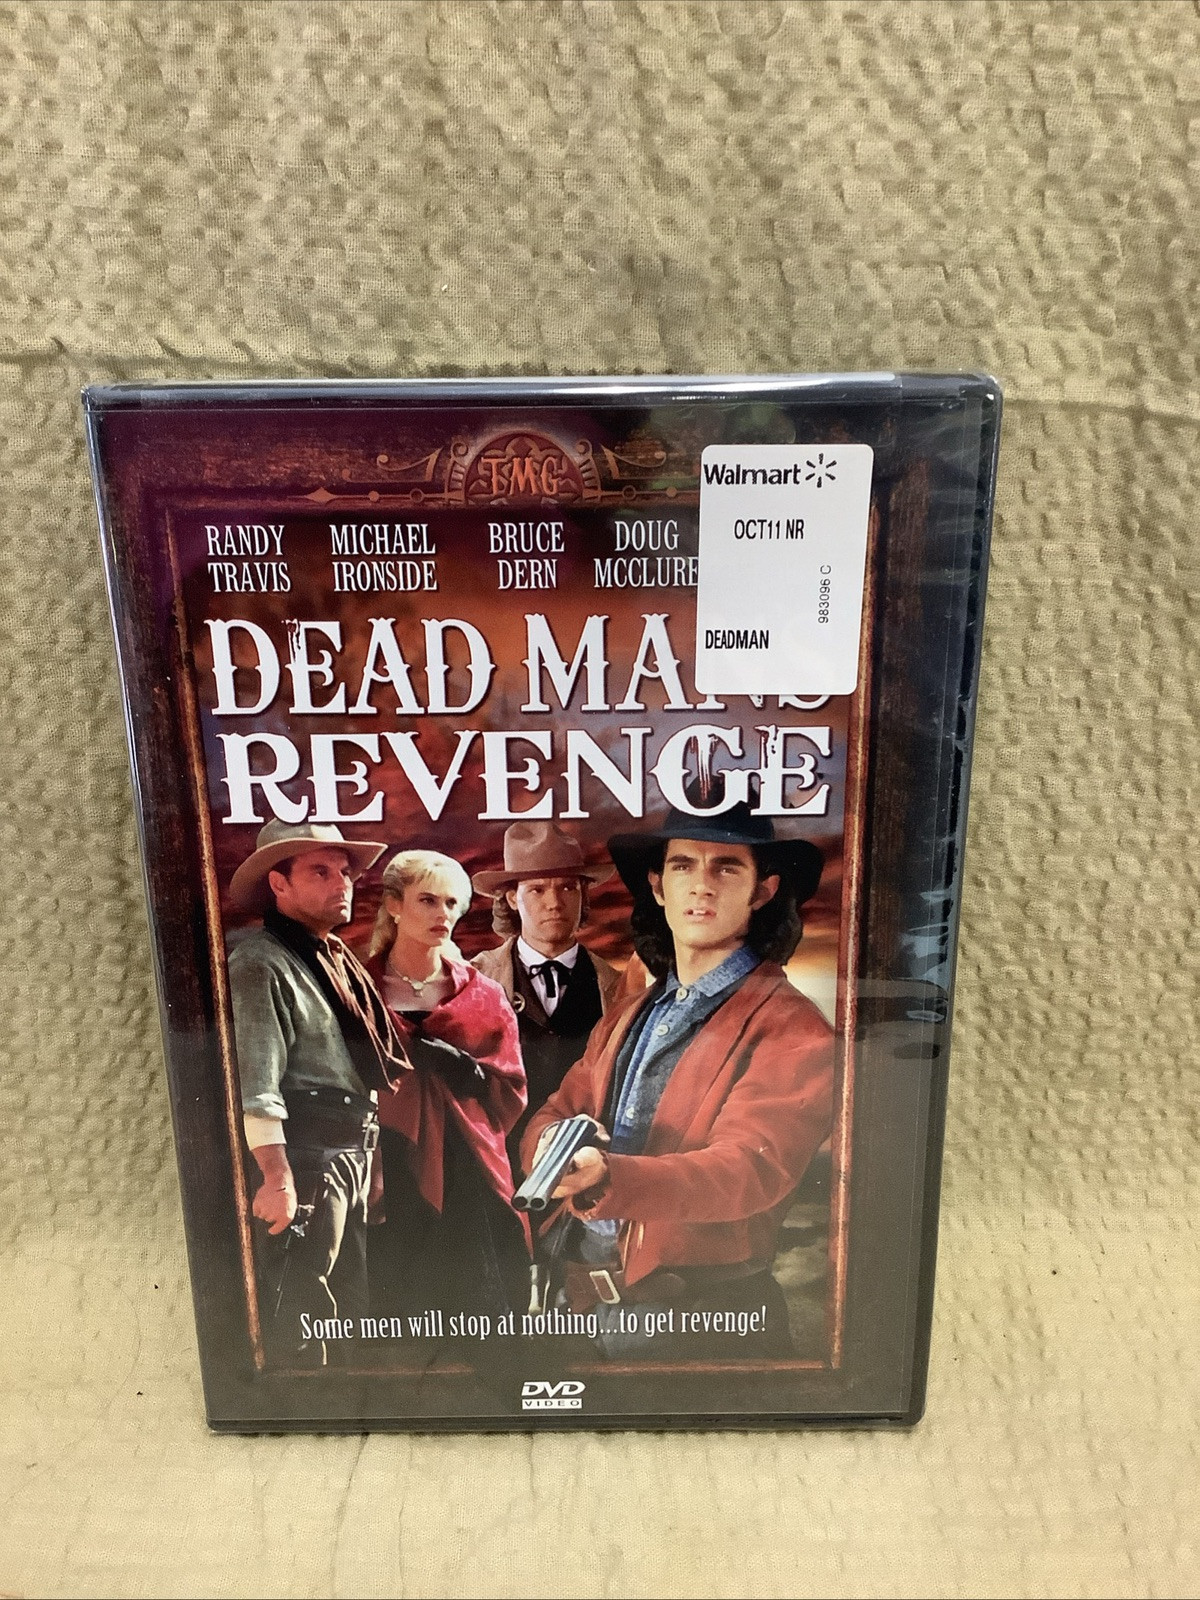 TMG
Walmart
OCT11 NR
983096 C
DEADMAN
RANDY TRAVIS
MICHAEL IRONSIDE
BRUCE DERN
DOUG MCCLURE
DEAD MAN'S
REVENGE
Some men will stop at nothing...to get revenge!
DVD
VIDEO